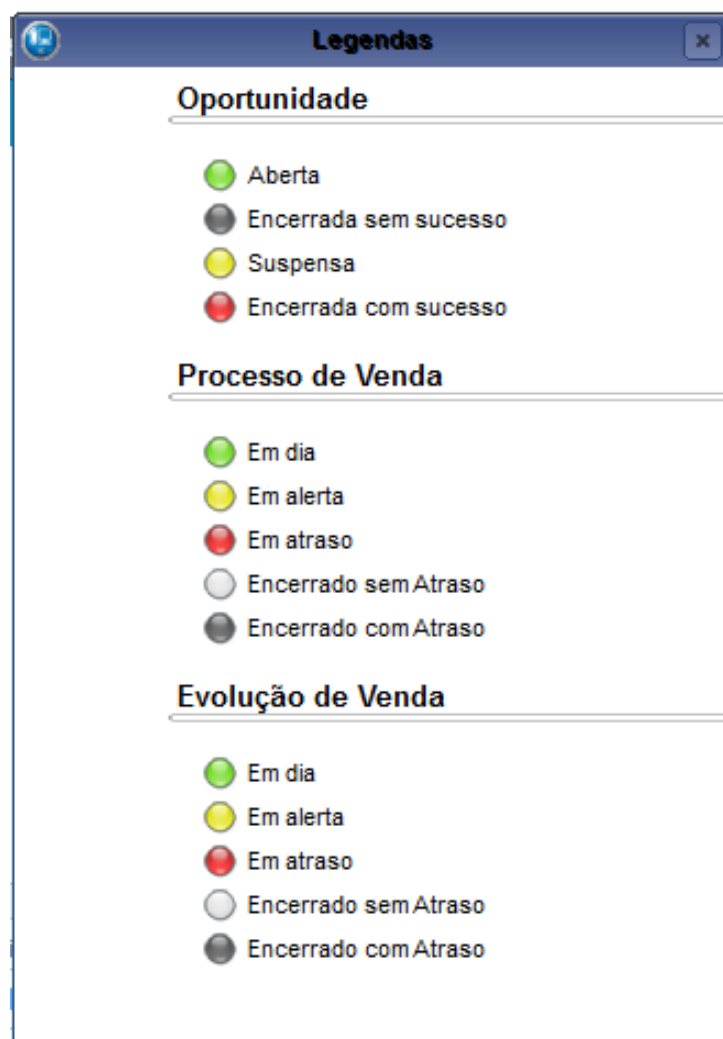 Legendas
Oportunidade
Aberta
Encerrada sem sucesso
Suspensa
Encerrada com sucesso
Processo de Venda
Em dia
Em alerta
Em atraso
Encerrado sem Atraso
Encerrado com Atraso
Evolução de Venda
Em dia
Em alerta
Em atraso
Encerrado sem Atraso
Encerrado com Atraso